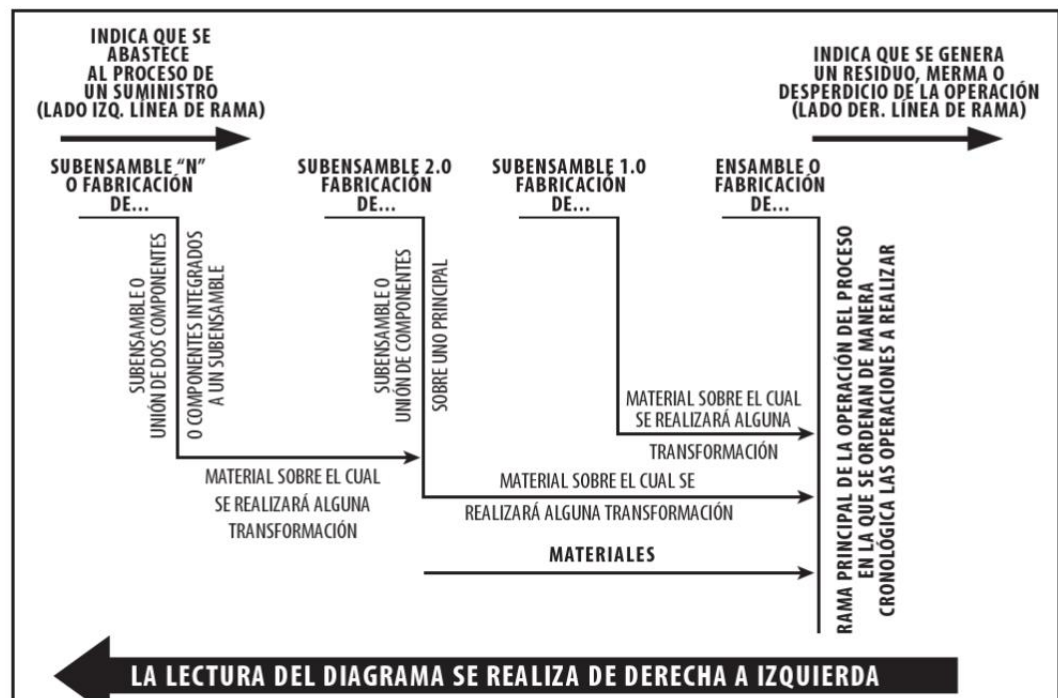 INDICA QUE SE
ABASTECE
AL PROCESO DE
UN SUMINISTRO
(LADO IZQ. LÍNEA DE RAMA)
INDICA QUE SE GENERA
UN RESIDUO, MERMA O
DESPERDICIO DE LA OPERACIÓN
(LADO DER. LÍNEA DE RAMA)
SUBENSAMBLE “N”
O FABRICACIÓN
DE...
SUBENSAMBLE 2.0
FABRICACIÓN
DE...
SUBENSAMBLE 1.0
FABRICACIÓN
DE...
ENSAMBLE O
FABRICACIÓN
DE...
SUBENSAMBLE O
UNIÓN DE DOS COMPONENTES
O COMPONENTES INTEGRADOS
A UN SUBENSAMBLE
SUBENSAMBLE O
UNIÓN DE COMPONENTES
SOBRE UNO PRINCIPAL
MATERIAL SOBRE EL CUAL
SE REALIZARÁ ALGUNA
TRANSFORMACIÓN
MATERIAL SOBRE EL CUAL
SE REALIZARÁ ALGUNA
TRANSFORMACIÓN
MATERIAL SOBRE EL CUAL SE
REALIZARÁ ALGUNA TRANSFORMACIÓN
MATERIALES
RAMA PRINCIPAL DE LA OPERACIÓN DEL PROCESO
EN LA QUE SE ORDENAN DE MANERA
CRONOLÓGICA LAS OPERACIONES A REALIZAR
LA LECTURA DEL DIAGRAMA SE REALIZA DE DERECHA A IZQUIERDA